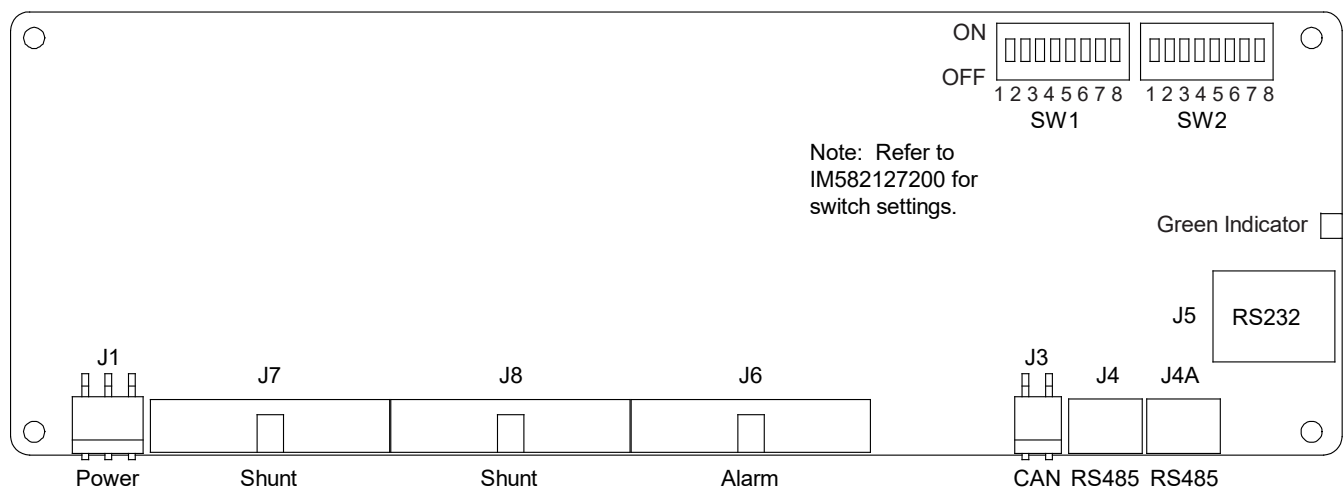 ON
OFF
1 2 3 4 5 6 7 8
1 2 3 4 5 6 7 8
SW1
SW2
Note: Refer to
IM582127200 for
switch settings.
Green Indicator
J5
RS232
J1
J7
J8
J6
J3
J4
J4A
Power
Shunt
Shunt
Alarm
CAN
RS485
RS485